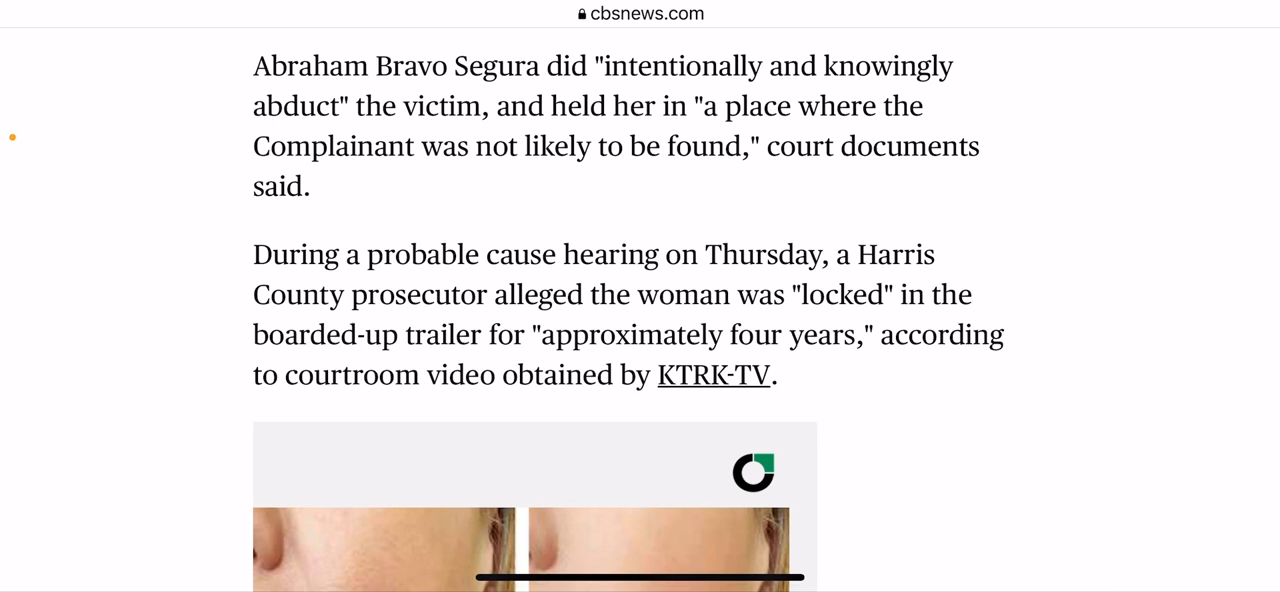 cbsnews.com
Abraham Bravo Segura did "intentionally and knowingly
abduct" the victim, and held her in "a place where the
Complainant was not likely to be found," court documents
said.
During a probable cause hearing on Thursday, a Harris
County prosecutor alleged the woman was "locked" in the
boarded-up trailer for "approximately four years," according
to courtroom video obtained by KTRK-TV.